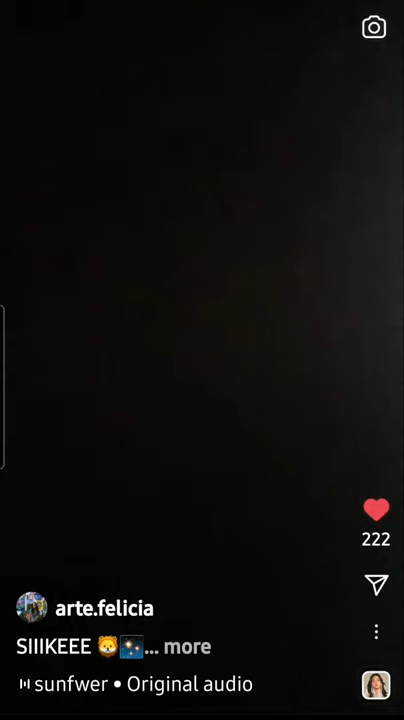 222
arte.felicia
SIIIKEEE 🦁🎇... more
sunfwer • Original audio